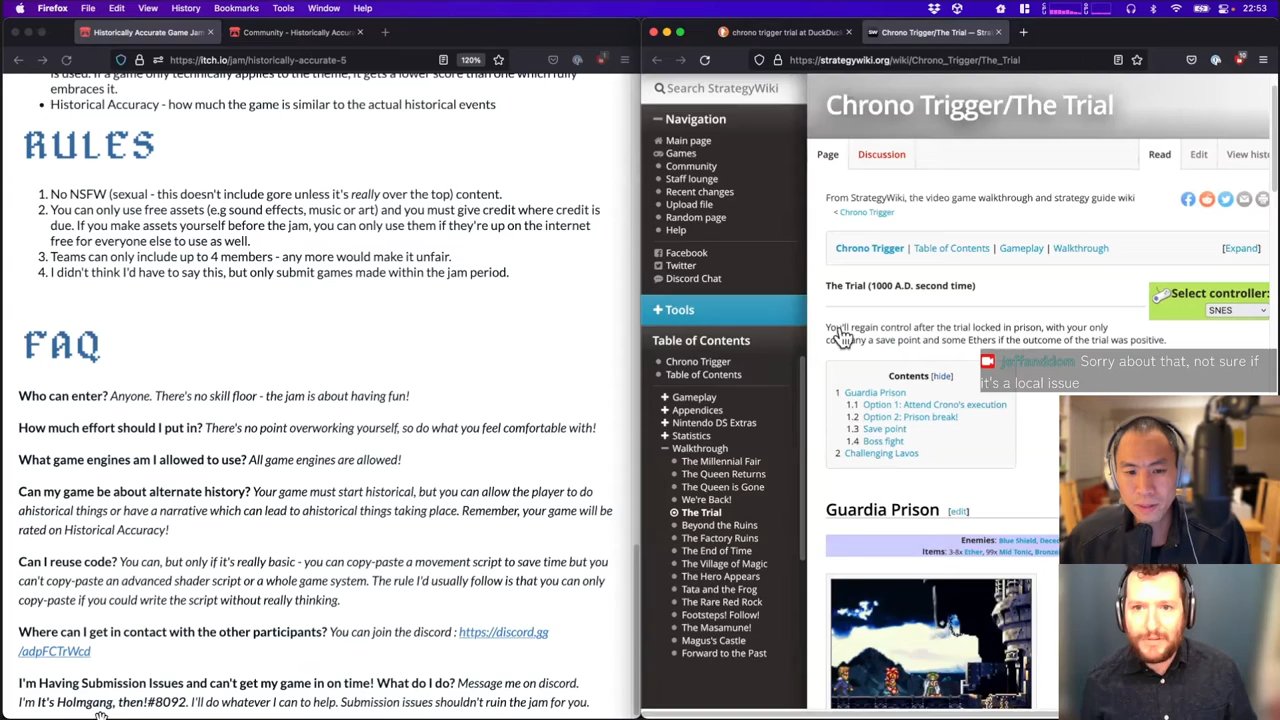 Firefox File Edit View History Bookmarks Tools Window Help 22:53
Historically Accurate Game Jam
Community - Historically Accura
https://itch.io/jam/historically-accurate-5 120%
is used. If a game only technically applies to the theme, it gets a lower score than one which fully
embraces it.
Historical Accuracy - how much the game is similar to the actual historical events
RULES
1. No NSFW (sexual - this doesn't include gore unless it's really over the top) content.
2. You can only use free assets (e.g sound effects, music or art) and you must give credit where credit is
due. If you make assets yourself before the jam, you can only use them if they're up on the internet
free for everyone else to use as well.
3. Teams can only include up to 4 members - any more would make it unfair.
4. I didn't think I'd have to say this, but only submit games made within the jam period.
FAQ
Who can enter? Anyone. There's no skill floor - the jam is about having fun!
How much effort should I put in? There's no point overworking yourself, so do what you feel comfortable with!
What game engines am I allowed to use? All game engines are allowed!
Can my game be about alternate history? Your game must start historical, but you can allow the player to do
ahistorical things or have a narrative which can lead to ahistorical things taking place. Remember, your game will be
rated on Historical Accuracy!
Can I reuse code? You can, but only if it's really basic - you can copy-paste a movement script to save time but you
can't copy-paste an advanced shader script or a whole game system. The rule I'd usually follow is that you can only
copy-paste if you could write the script without really thinking.
Where can I get in contact with the other participants? You can join the discord : https://discord.gg
/adpFCTrWcd
I'm Having Submission Issues and can't get my game in on time! What do I do? Message me on discord.
I'm It's Holmgang, then!#8092. I'll do whatever I can to help. Submission issues shouldn't ruin the jam for you.
chrono trigger trial at DuckDuc
Chrono Trigger/The Trial — Stra
https://strategywiki.org/wiki/Chrono_Trigger/The_Trial
Search StrategyWiki
Navigation
Main page
Games
Community
Staff lounge
Recent changes
Upload file
Random page
Help
Facebook
Twitter
Discord Chat
Tools
Table of Contents
Chrono Trigger
Table of Contents
Gameplay
Appendices
Nintendo DS Extras
Statistics
Walkthrough
The Millennial Fair
The Queen Returns
The Queen is Gone
We're Back!
The Trial
Beyond the Ruins
The Factory Ruins
The End of Time
The Village of Magic
The Hero Appears
Tata and the Frog
The Rare Red Rock
Footsteps! Follow!
The Masamune!
Magus's Castle
Forward to the Past
Chrono Trigger/The Trial
Page Discussion Read Edit View histo
From StrategyWiki, the video game walkthrough and strategy guide wiki
< Chrono Trigger
Chrono Trigger | Table of Contents | Gameplay | Walkthrough [Expand]
The Trial (1000 A.D. second time)
Select controller:
SNES
You'll regain control after the trial locked in prison, with your only
a save point and some Ethers if the outcome of the trial was positive.
jeffanddom Sorry about that, not sure if
it's a local issue
Contents [hide]
1 Guardia Prison
1.1 Option 1: Attend Crono's execution
1.2 Option 2: Prison break!
1.3 Save point
1.4 Boss fight
2 Challenging Lavos
Guardia Prison [edit]
Enemies: Blue Shield, Dece
Items: 3-8x Ether, 99x Mid Tonic, Bronze